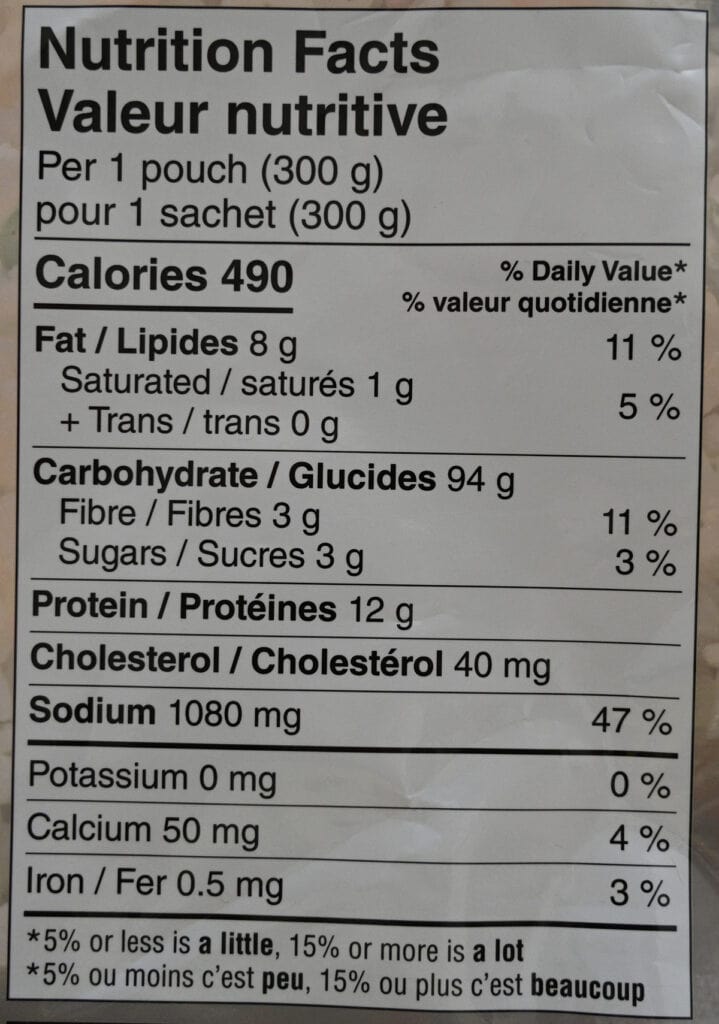 Nutrition Facts
Valeur nutritive
Per 1 pouch (300 g)
pour 1 sachet (300 g)
Calories 490
% Daily Value*
% valeur quotidienne*
Fat / Lipides 8 g 11 %
Saturated / saturés 1 g
+ Trans / trans 0 g 5 %
Carbohydrate / Glucides 94 g
Fibre / Fibres 3 g 11 %
Sugars / Sucres 3 g 3 %
Protein / Protéines 12 g
Cholesterol / Cholestérol 40 mg
Sodium 1080 mg 47 %
Potassium 0 mg 0 %
Calcium 50 mg 4 %
Iron / Fer 0.5 mg 3 %
*5% or less is a little, 15% or more is a lot
*5% ou moins c'est peu, 15% ou plus c'est beaucoup